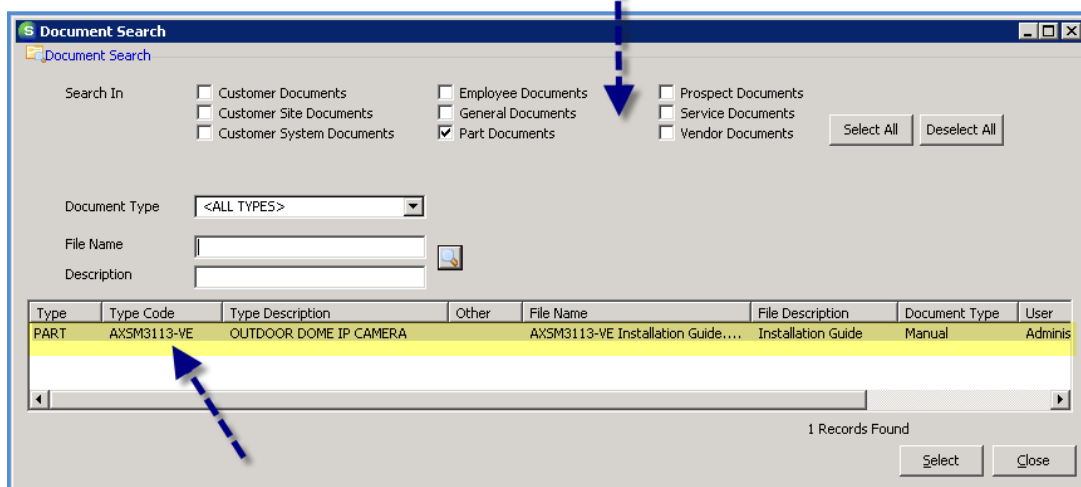 S Document Search
Document Search
Search In
Customer Documents
Employee Documents
Prospect Documents
Customer Site Documents
General Documents
Service Documents
Customer System Documents
Part Documents
Vendor Documents
Select All
Deselect All
Document Type
<ALL TYPES>
File Name
Description
Type Type Code Type Description Other File Name File Description Document Type User
PART AXSM3113-VE OUTDOOR DOME IP CAMERA AXSM3113-VE Installation Guide.... Installation Guide Manual Adminis
1 Records Found
Select
Close